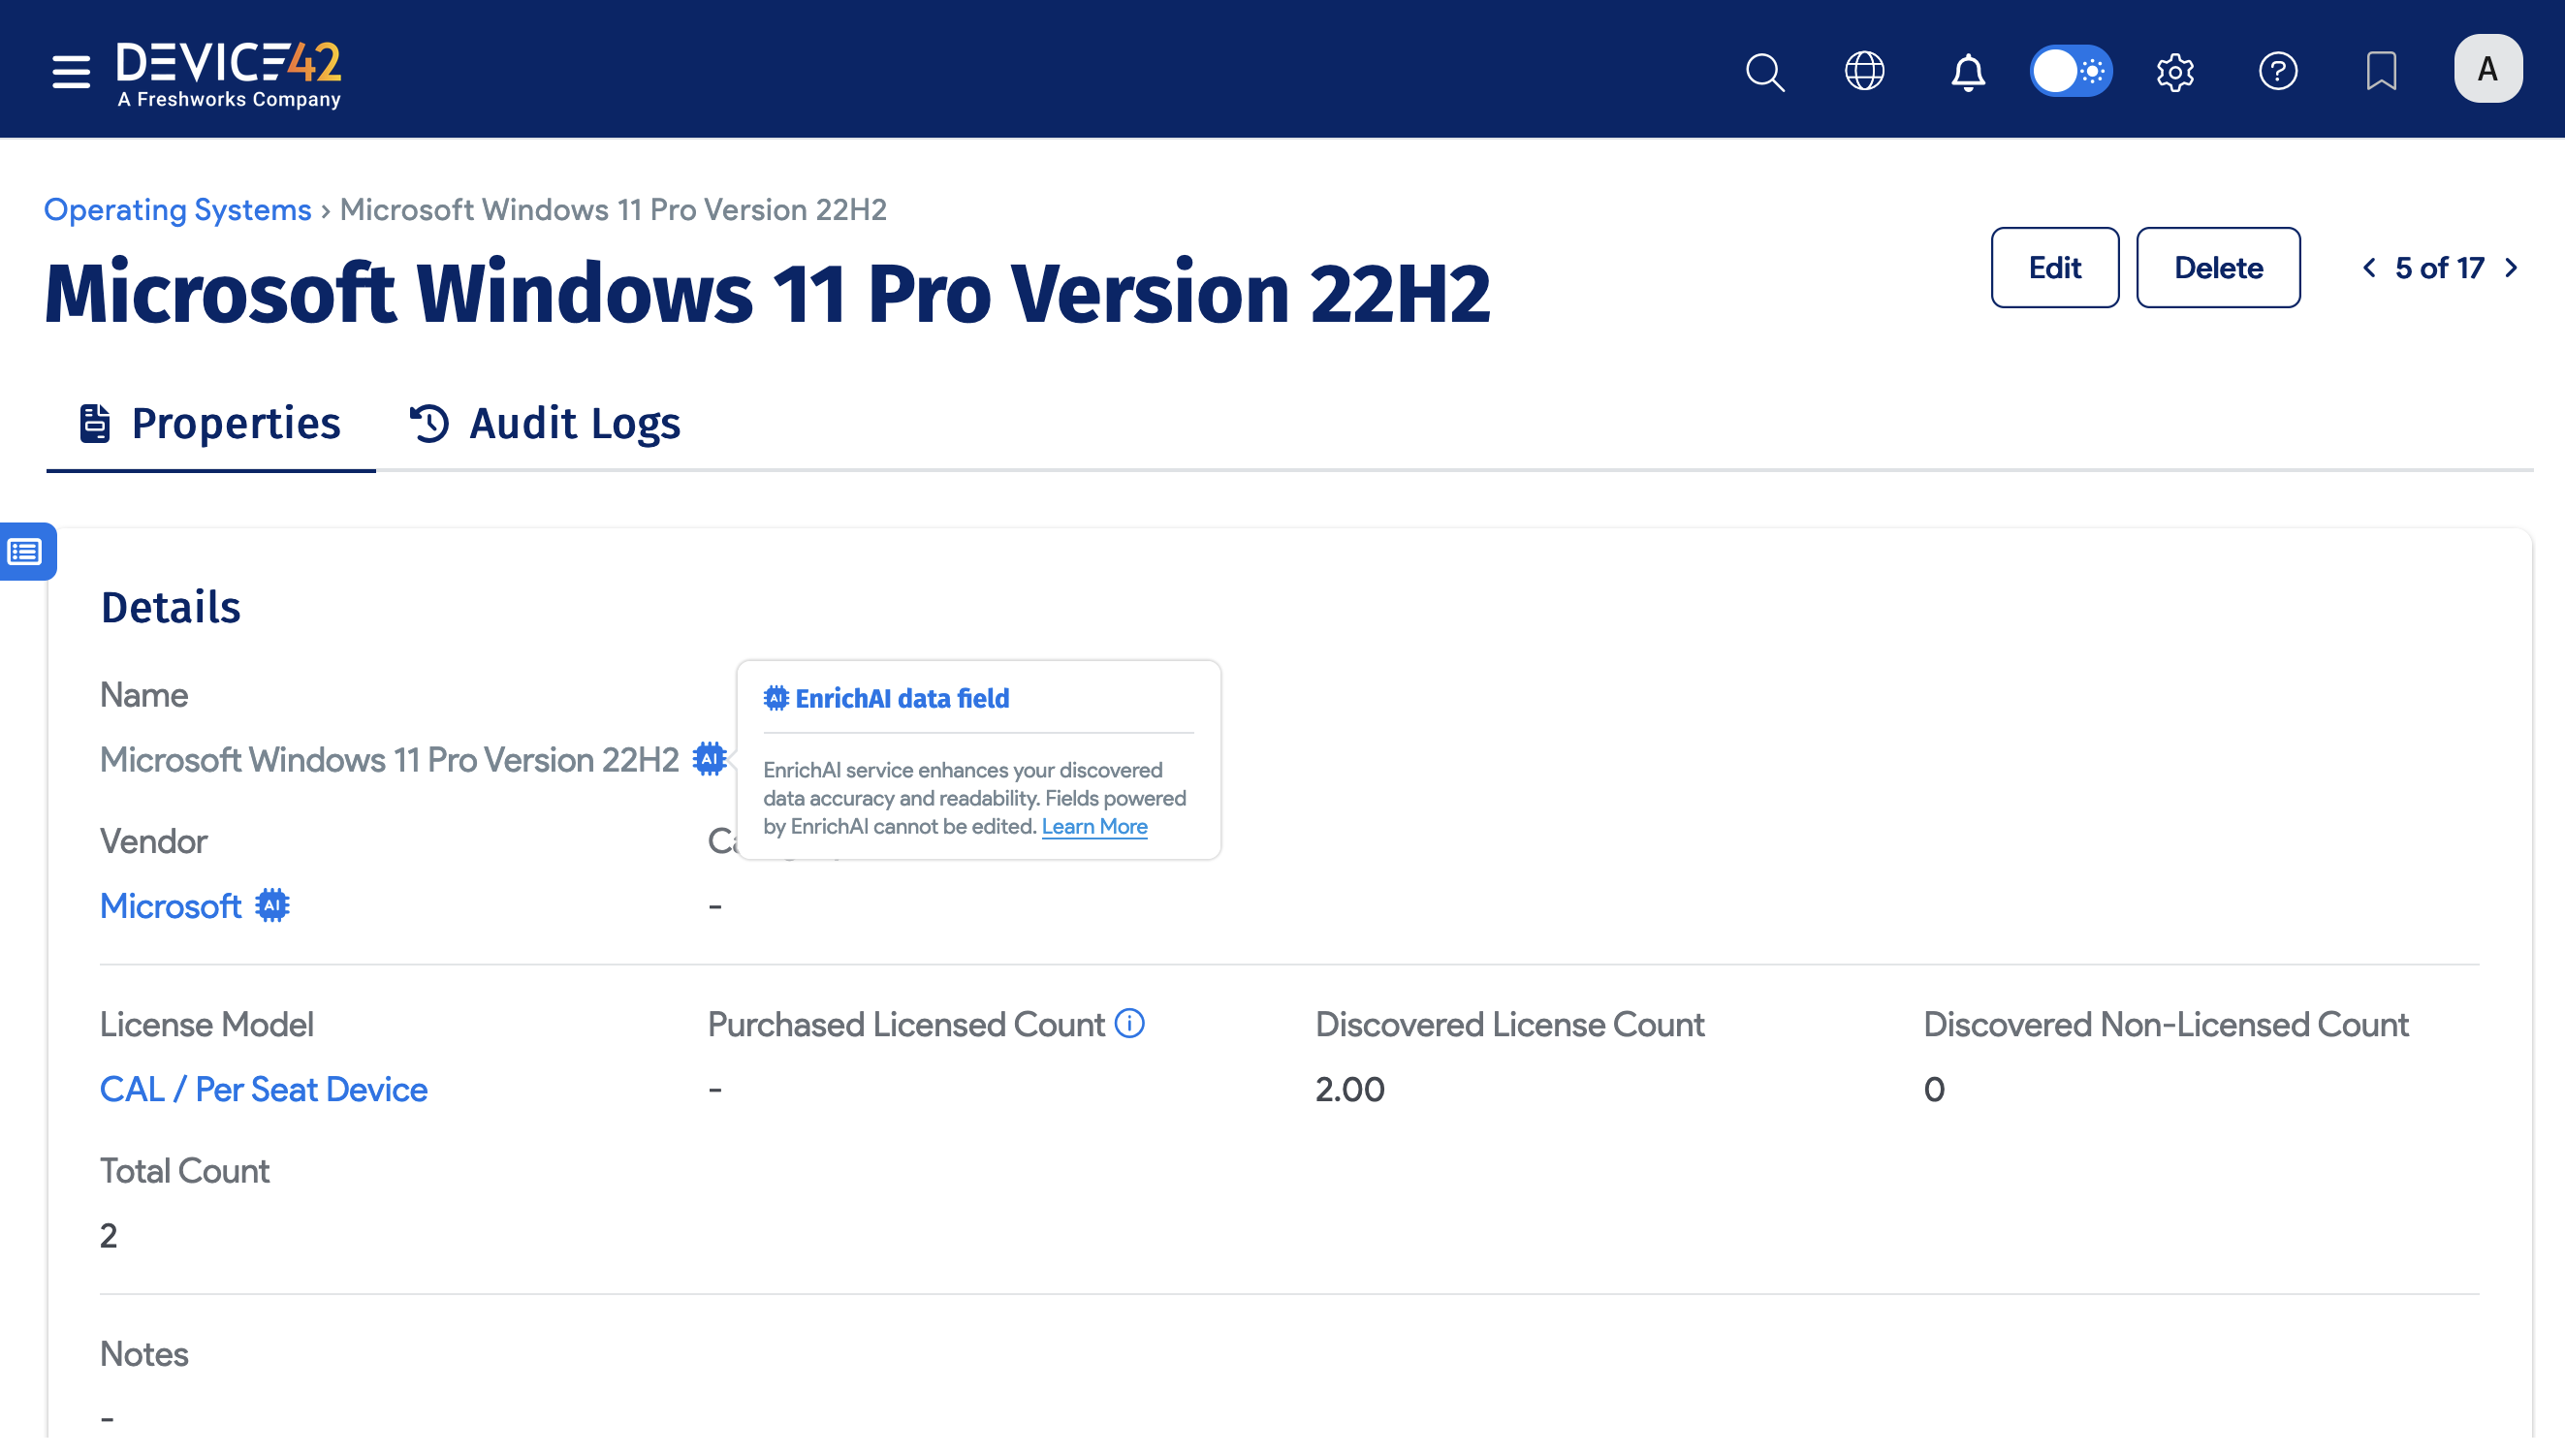 DEVICE42
A Freshworks Company
A
Operating Systems › Microsoft Windows 11 Pro Version 22H2
Microsoft Windows 11 Pro Version 22H2
Edit
Delete
5 of 17
Properties
Audit Logs
Details
Name
Microsoft Windows 11 Pro Version 22H2
AI
AI EnrichAI data field
EnrichAI service enhances your discovered
data accuracy and readability. Fields powered
by EnrichAI cannot be edited. Learn More
Vendor
Microsoft AI
-
License Model
CAL / Per Seat Device
Purchased Licensed Count
-
Discovered License Count
2.00
Discovered Non-Licensed Count
0
Total Count
2
Notes
-